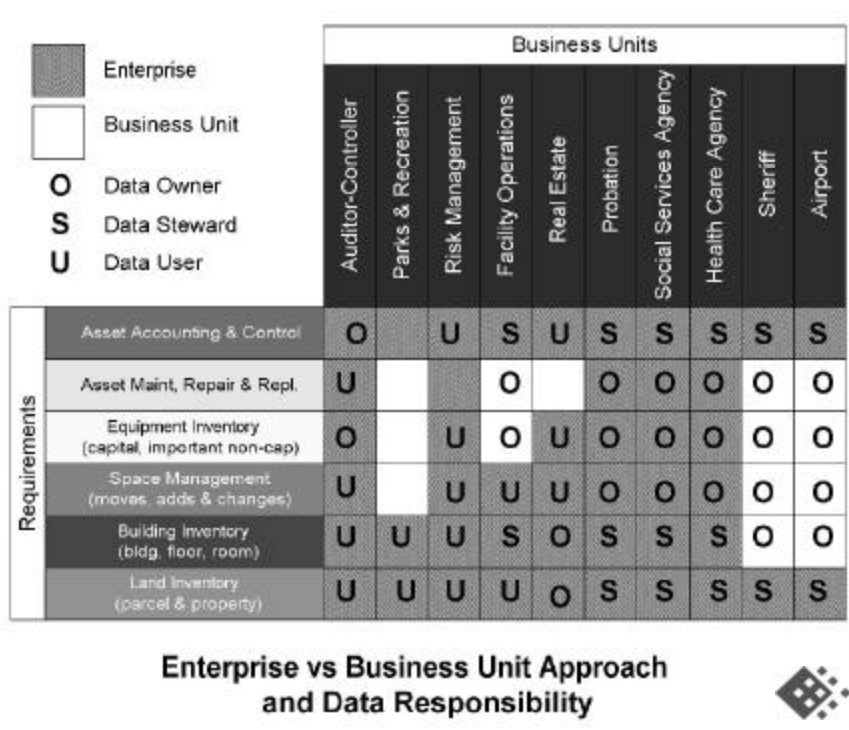 Business Units
Enterprise
Business Unit
O Data Owner
S Data Steward
U Data User
Auditor-Controller
Parks & Recreation
Risk Management
Facility Operations
Real Estate
Probation
Social Services Agency
Health Care Agency
Sheriff
Airport
Requirements
Asset Accounting & Control O U S U S S S S S
Asset Maint, Repair & Repl. U O O O O O O
Equipment Inventory
(capital, important non-cap) O U O U O O O O O
Space Management
(moves, adds & changes) U U U U O O O O O
Building Inventory
(bldg, floor, room) U U U S O S S S O O
Land Inventory
(parcel & property) U U U U O S S S S S
Enterprise vs Business Unit Approach
and Data Responsibility